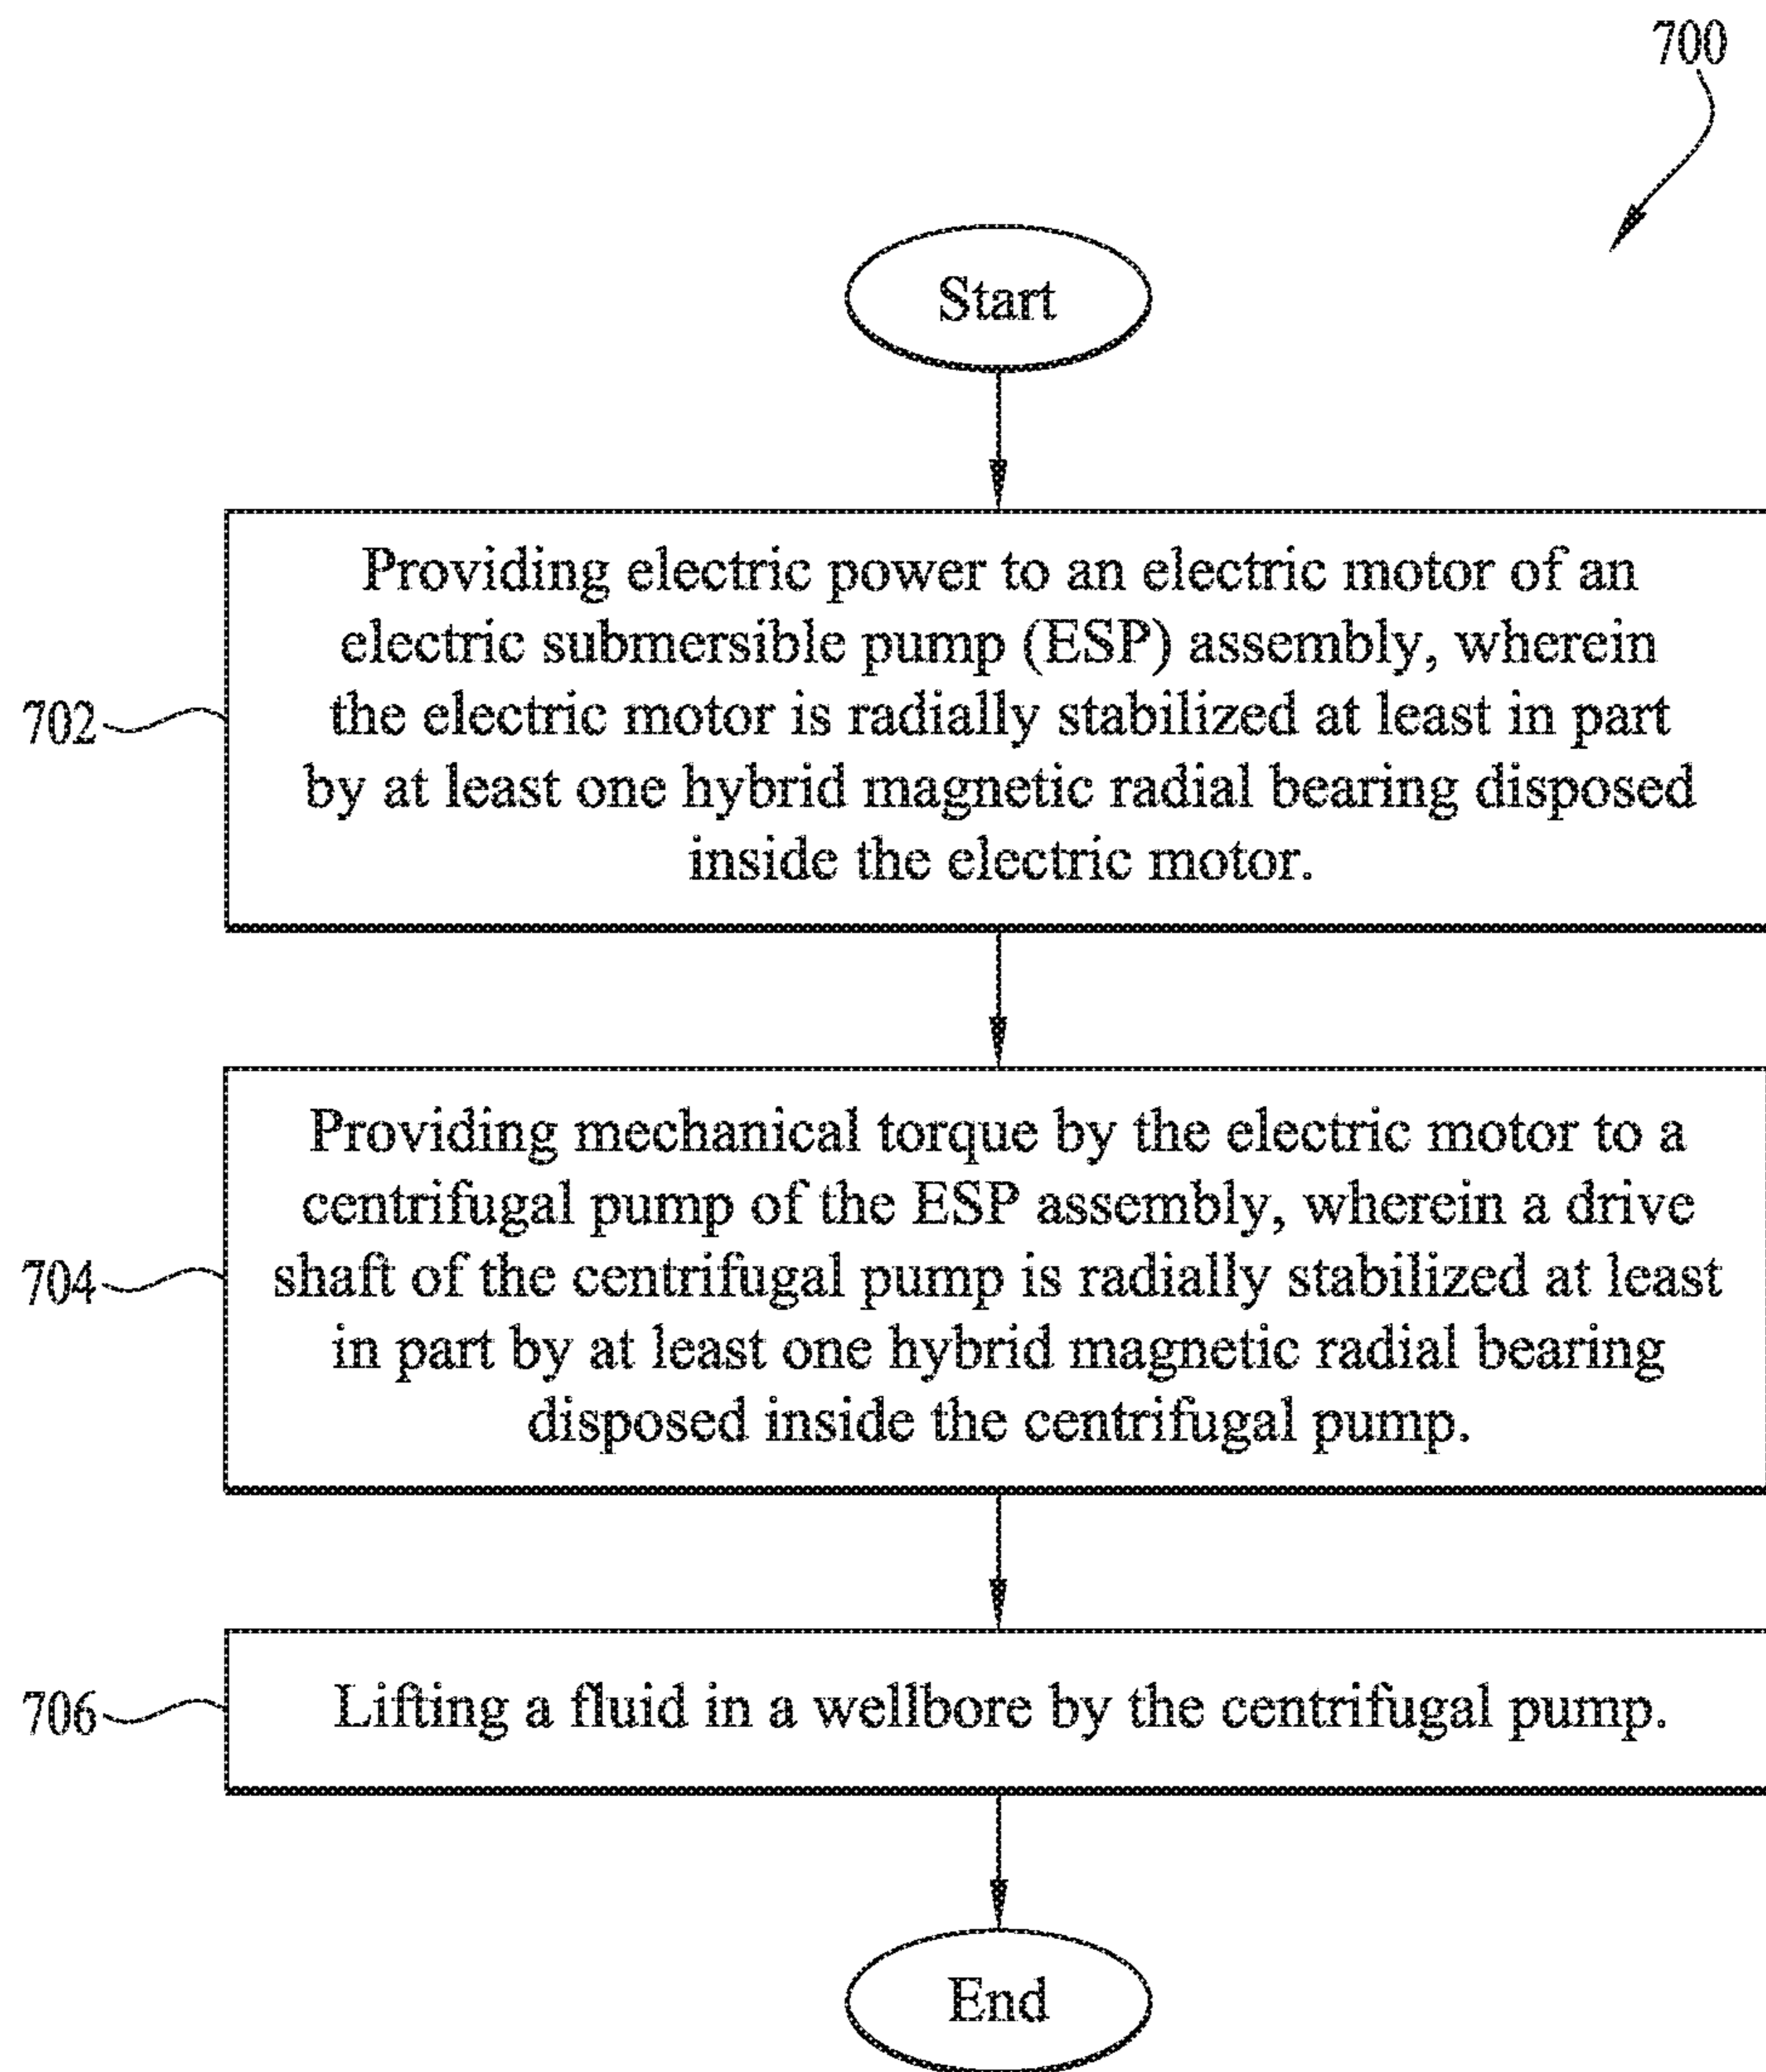 700
Start
702
Providing electric power to an electric motor of an
electric submersible pump (ESP) assembly, wherein
the electric motor is radially stabilized at least in part
by at least one hybrid magnetic radial bearing disposed
inside the electric motor.
704
Providing mechanical torque by the electric motor to a
centrifugal pump of the ESP assembly, wherein a drive
shaft of the centrifugal pump is radially stabilized at least
in part by at least one hybrid magnetic radial bearing
disposed inside the centrifugal pump.
706
Lifting a fluid in a wellbore by the centrifugal pump.
End